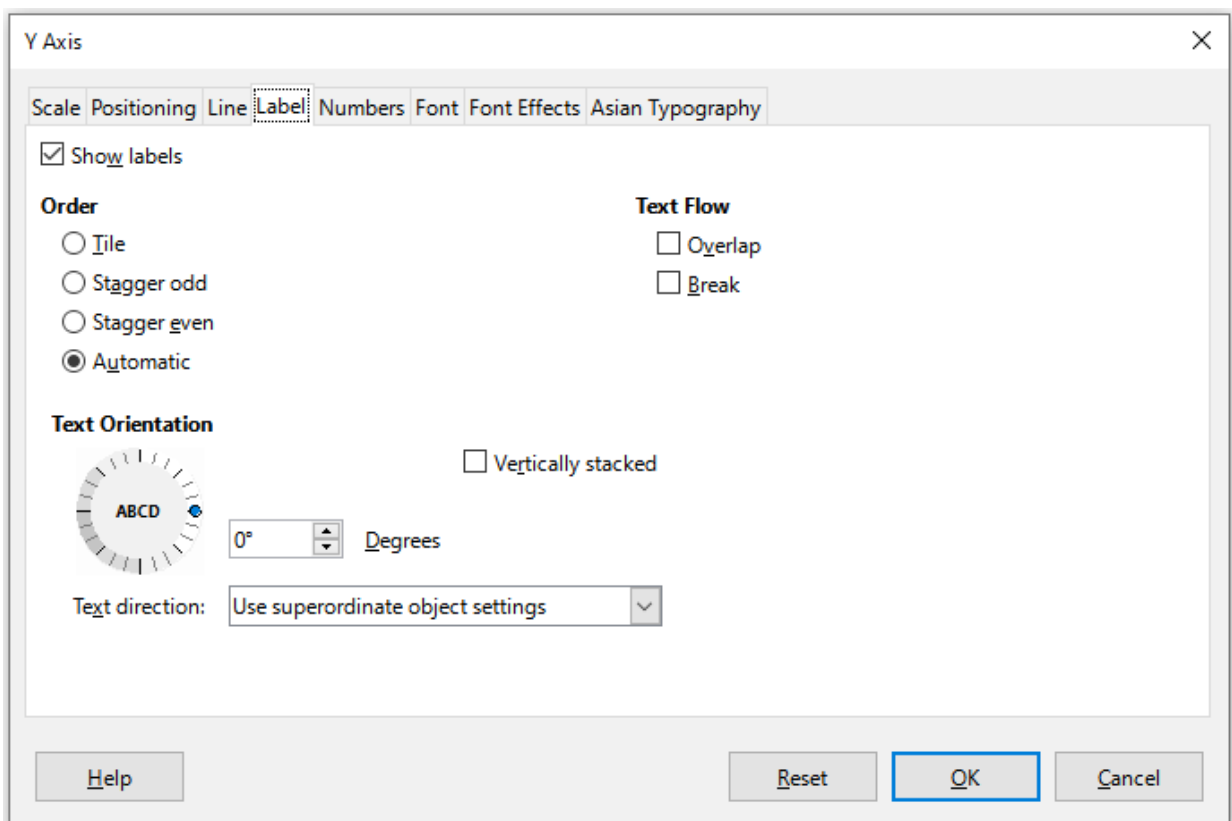 Y Axis
Scale Positioning Line Label Numbers Font Font Effects Asian Typography
Show labels
Order
Tile
Stagger odd
Stagger even
Automatic
Text Flow
Overlap
Break
Text Orientation
ABCD
Vertically stacked
0° Degrees
Text direction: Use superordinate object settings
Help Reset OK Cancel